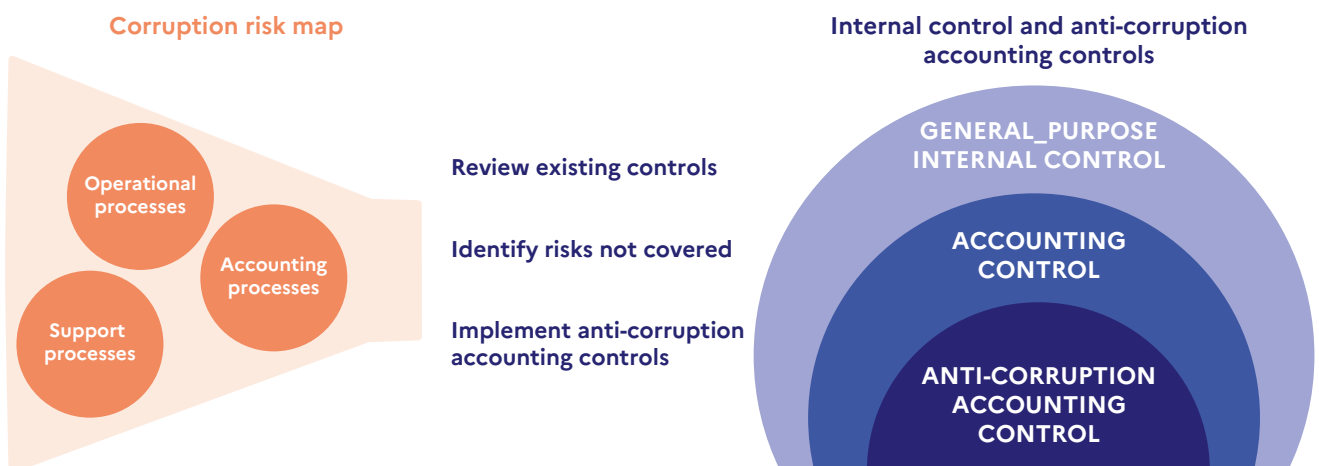 Corruption risk map
Operational
processes
Accounting
processes
Support
processes
Review existing controls
Identify risks not covered
Implement anti-corruption
accounting controls
Internal control and anti-corruption
accounting controls
GENERAL_PURPOSE
INTERNAL CONTROL
ACCOUNTING
CONTROL
ANTI-CORRUPTION
ACCOUNTING
CONTROL